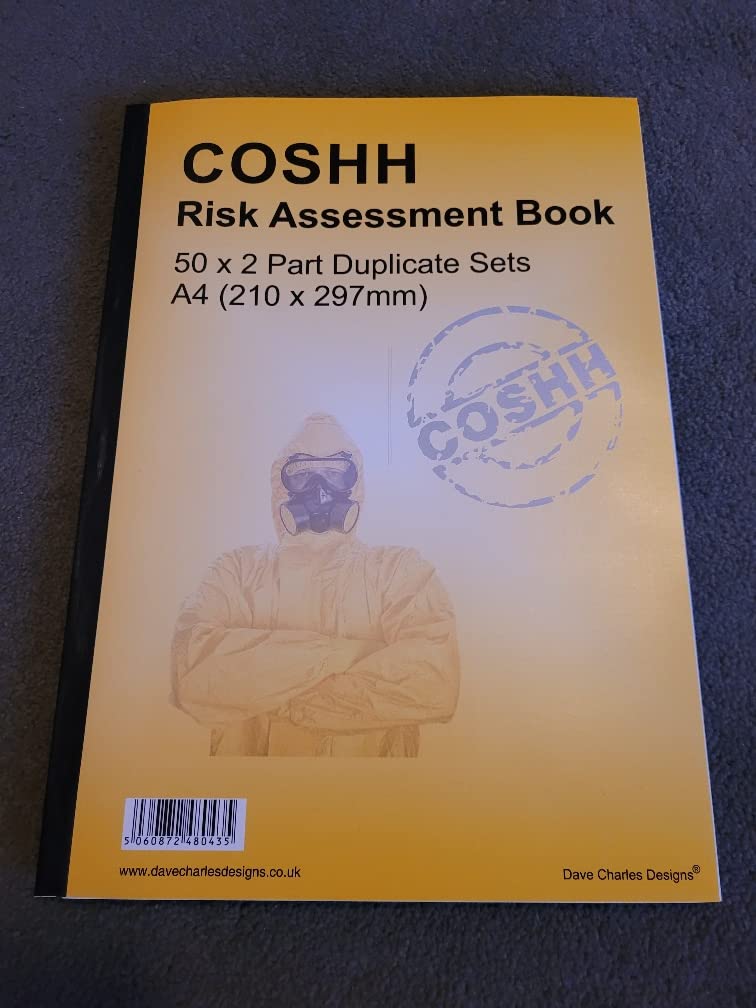 COSHH
Risk Assessment Book
50 x 2 Part Duplicate Sets
A4 (210 x 297mm)
COSHH
5 060872 480435
www.davecharlesdesigns.co.uk
Dave Charles Designs®